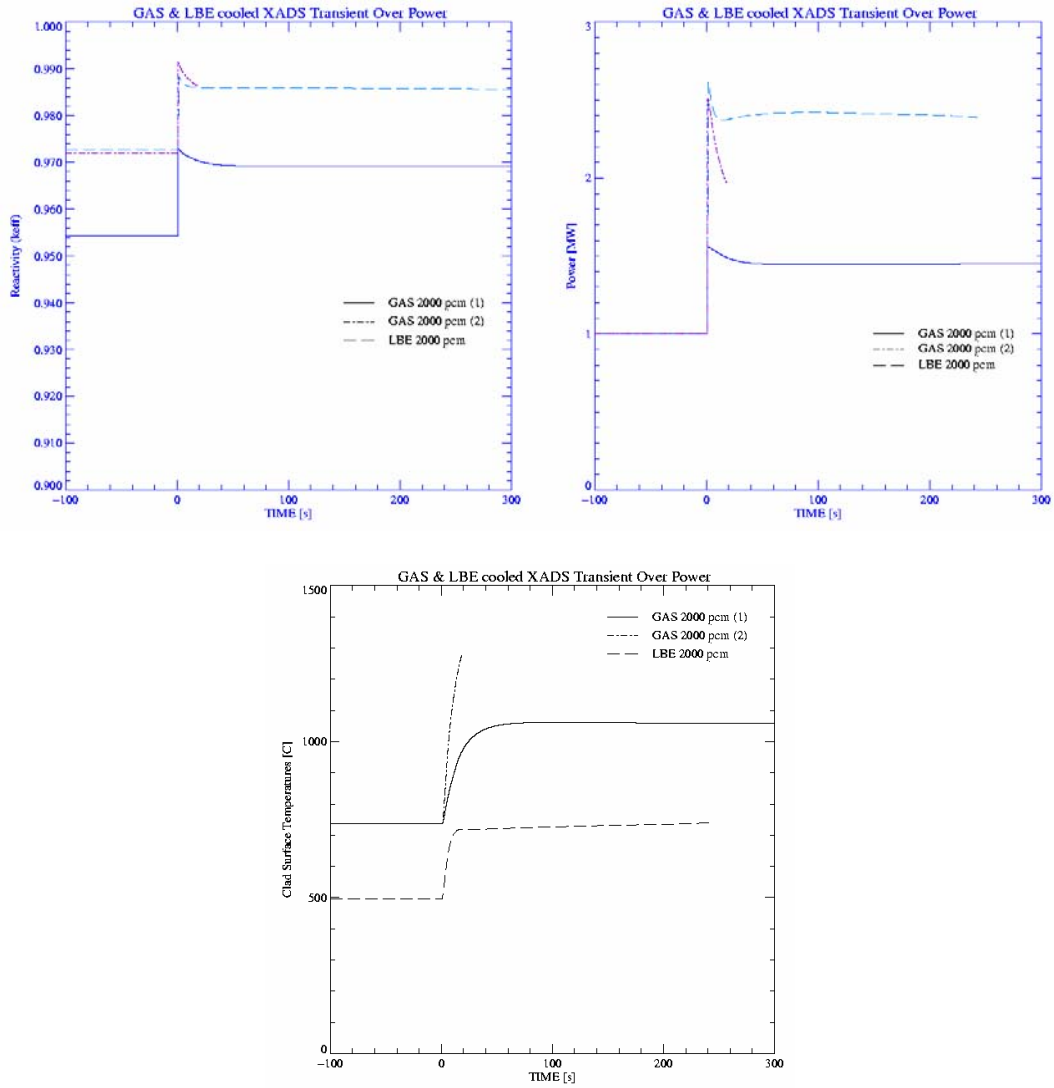 GAS & LBE cooled XADS Transient Over Power
1.000
0.990
0.980
0.970
0.960
0.950
0.940
0.930
0.920
0.910
0.900
Reactivity (keff)
GAS 2000 pcm (1)
GAS 2000 pcm (2)
LBE 2000 pcm
-100
0
100
200
300
TIME [s]
GAS & LBE cooled XADS Transient Over Power
3
2
1
0
Power [MW]
GAS 2000 pcm (1)
GAS 2000 pcm (2)
LBE 2000 pcm
-100
0
100
200
300
TIME [s]
GAS & LBE cooled XADS Transient Over Power
1500
1000
500
0
Clad Surface Temperatures [C]
GAS 2000 pcm (1)
GAS 2000 pcm (2)
LBE 2000 pcm
-100
0
100
200
300
TIME [s]